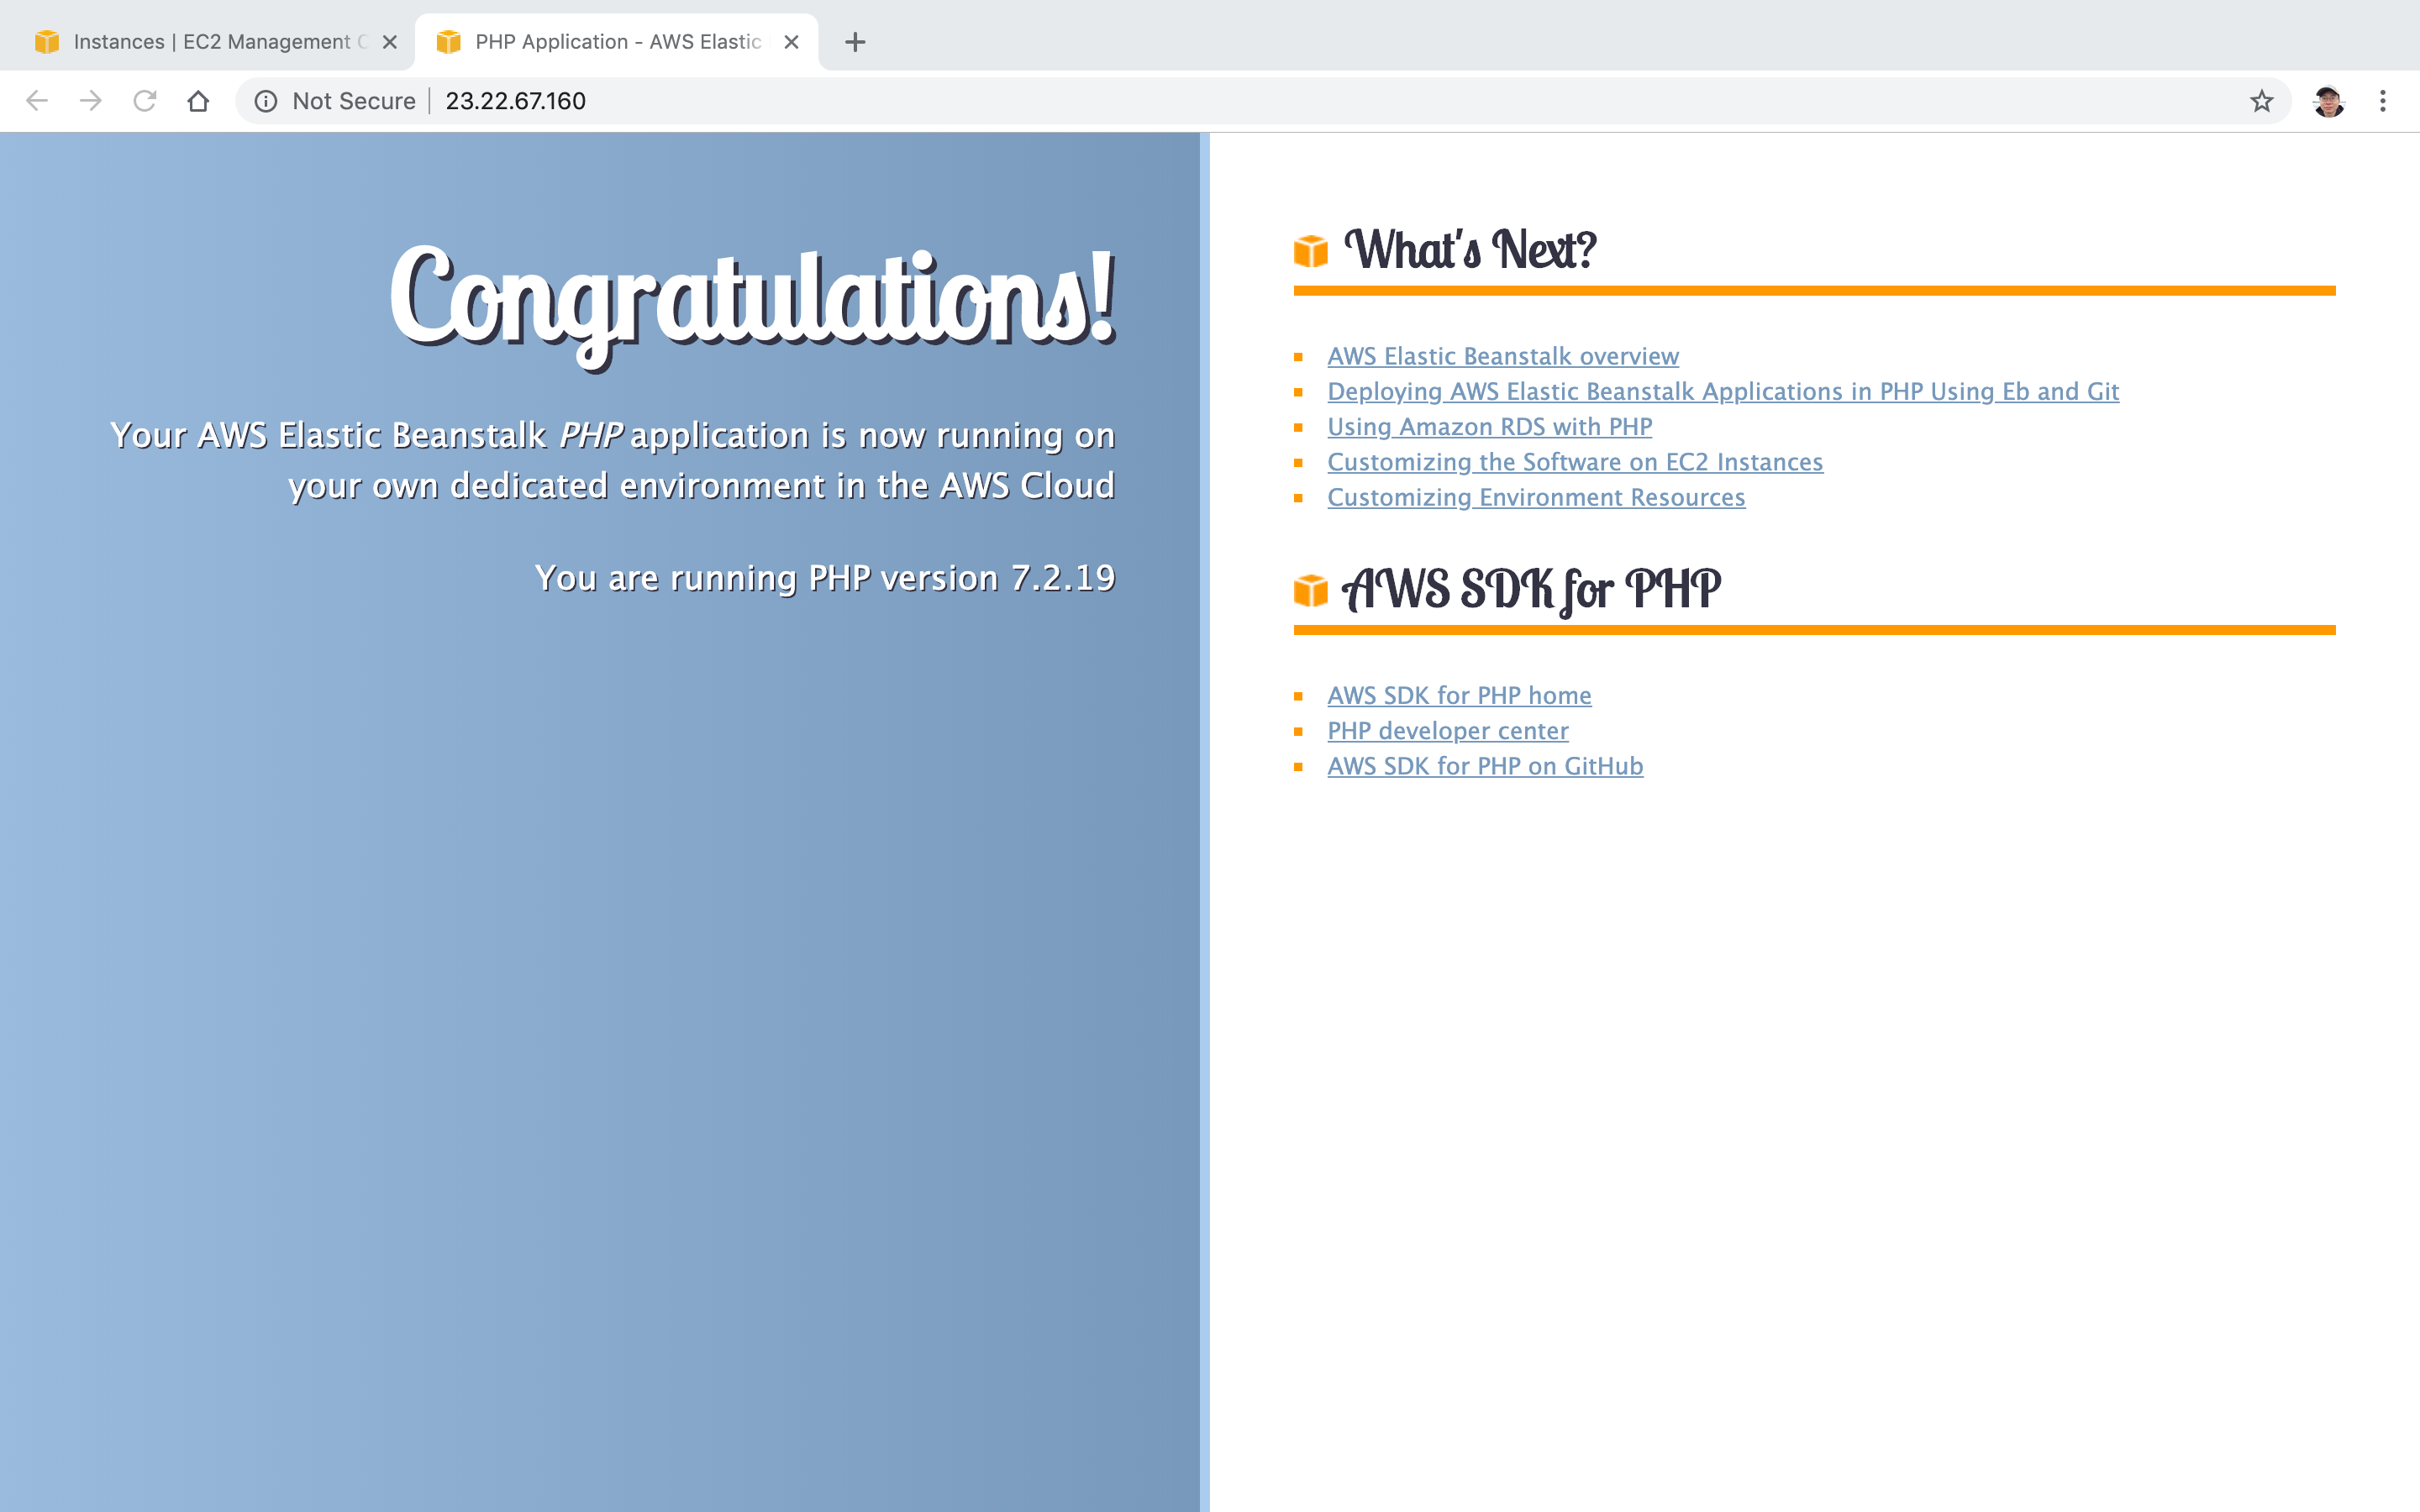 Instances | EC2 Management C
PHP Application - AWS Elastic
Not Secure
23.22.67.160
Congratulations!
Your AWS Elastic Beanstalk PHP application is now running on
your own dedicated environment in the AWS Cloud
You are running PHP version 7.2.19
What's Next?
AWS Elastic Beanstalk overview
Deploying AWS Elastic Beanstalk Applications in PHP Using Eb and Git
Using Amazon RDS with PHP
Customizing the Software on EC2 Instances
Customizing Environment Resources
AWS SDK for PHP
AWS SDK for PHP home
PHP developer center
AWS SDK for PHP on GitHub